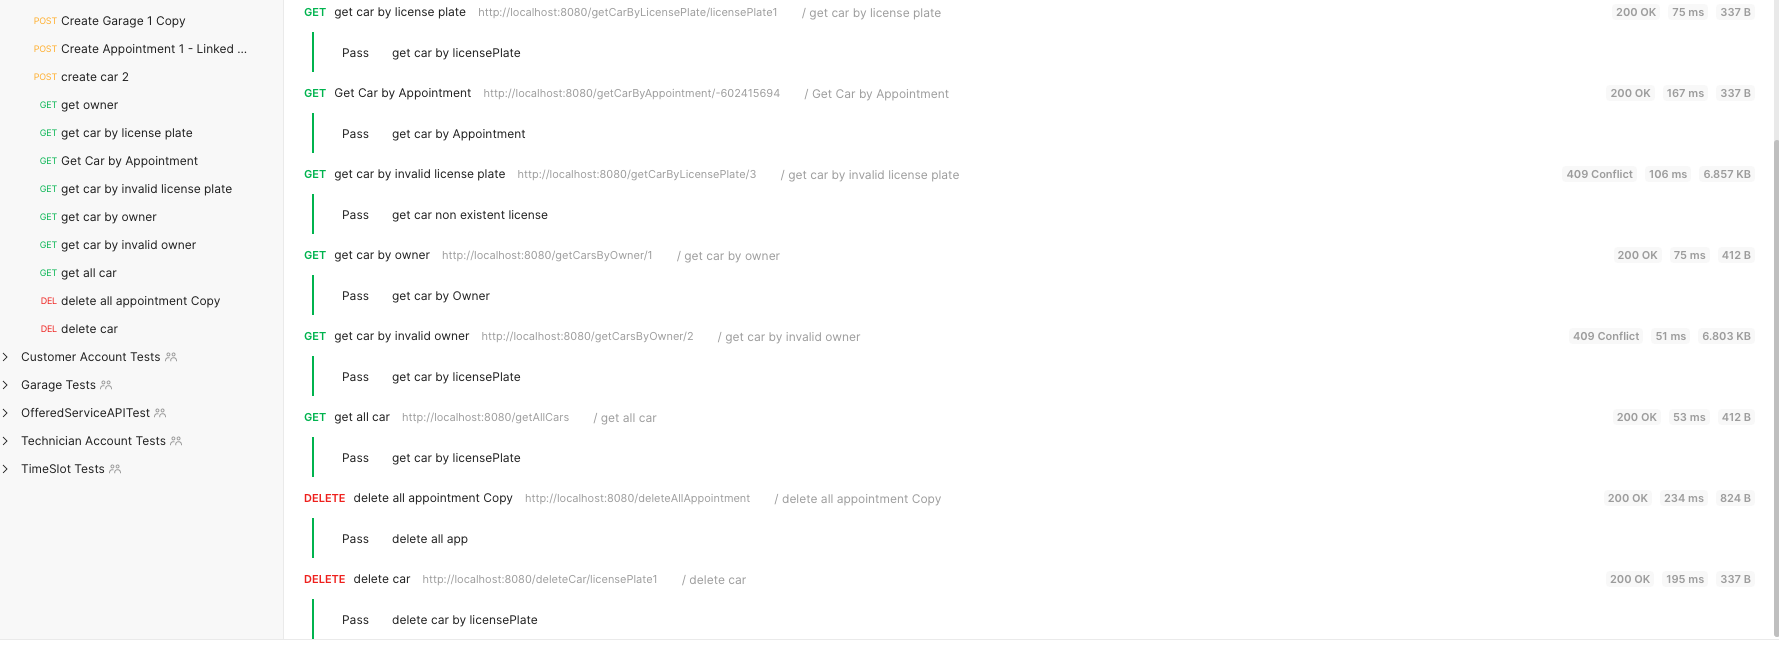 POST Create Garage 1 Copy
POST Create Appointment 1 - Linked ...
POST create car 2
GET get owner
GET get car by license plate
GET Get Car by Appointment
GET get car by invalid license plate
GET get car by owner
GET get car by invalid owner
GET get all car
DEL delete all appointment Copy
DEL delete car
Customer Account Tests
Garage Tests
OfferedServiceAPITest
Technician Account Tests
TimeSlot Tests
GET get car by license plate http://localhost:8080/getCarByLicensePlate/licensePlate1 / get car by license plate 200 OK 75 ms 337 B
Pass get car by licensePlate
GET Get Car by Appointment http://localhost:8080/getCarByAppointment/-602415694 / Get Car by Appointment 200 OK 167 ms 337 B
Pass get car by Appointment
GET get car by invalid license plate http://localhost:8080/getCarByLicensePlate/3 / get car by invalid license plate 409 Conflict 106 ms 6.857 KB
Pass get car non existent license
GET get car by owner http://localhost:8080/getCarsByOwner/1 / get car by owner 200 OK 75 ms 412 B
Pass get car by Owner
GET get car by invalid owner http://localhost:8080/getCarsByOwner/2 / get car by invalid owner 409 Conflict 51 ms 6.803 KB
Pass get car by licensePlate
GET get all car http://localhost:8080/getAllCars / get all car 200 OK 53 ms 412 B
Pass get car by licensePlate
DELETE delete all appointment Copy http://localhost:8080/deleteAllAppointment / delete all appointment Copy 200 OK 234 ms 824 B
Pass delete all app
DELETE delete car http://localhost:8080/deleteCar/licensePlate1 / delete car 200 OK 195 ms 337 B
Pass delete car by licensePlate